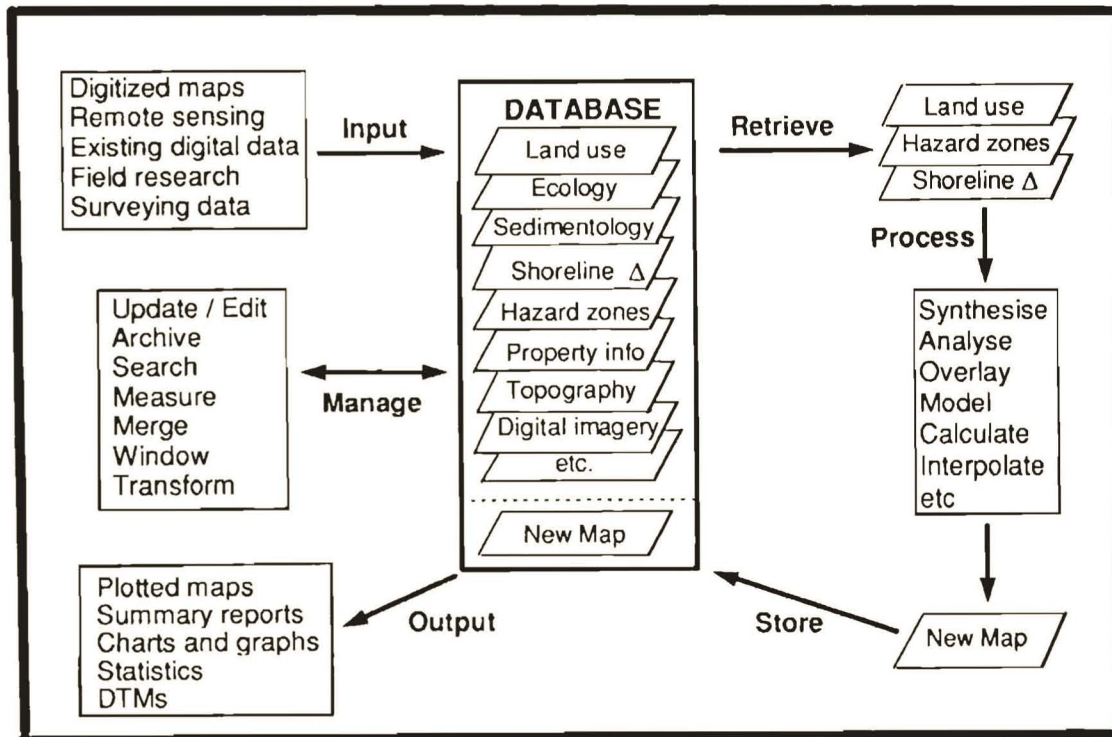 Digitized maps
Remote sensing
Existing digital data
Field research
Surveying data
Input
DATABASE
Land use
Ecology
Sedimentology
Shoreline Δ
Hazard zones
Property info
Topography
Digital imagery
etc.
New Map
Retrieve
Land use
Hazard zones
Shoreline Δ
Process
Synthesise
Analyse
Overlay
Model
Calculate
Interpolate
etc
New Map
Store
Update / Edit
Archive
Search
Measure
Merge
Window
Transform
Manage
Output
Plotted maps
Summary reports
Charts and graphs
Statistics
DTMs